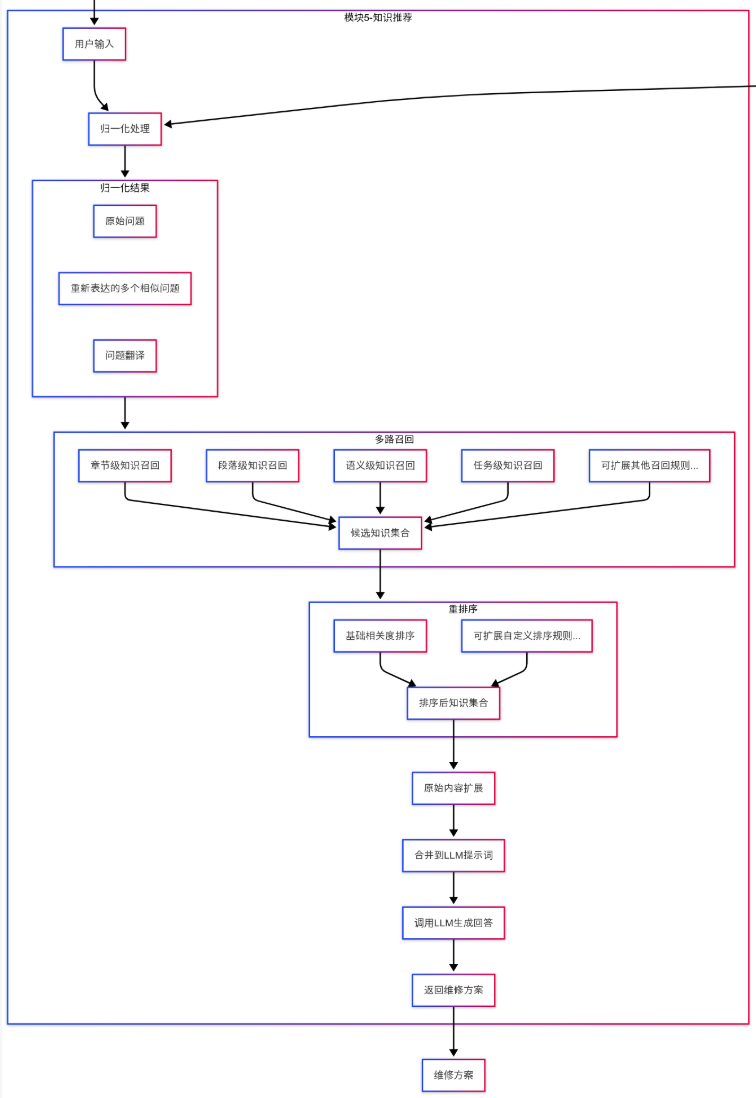 模块5-知识推荐
用户输入
归一化处理
归一化结果
原始问题
重新表达的多个相似问题
问题翻译
多路召回
章节级知识召回
段落级知识召回
语义级知识召回
任务级知识召回
可扩展其他召回规则...
候选知识集合
重排序
基础相关度排序
可扩展自定义排序规则...
排序后知识集合
原始内容扩展
合并到LLM提示词
调用LLM生成回答
返回维修方案
维修方案